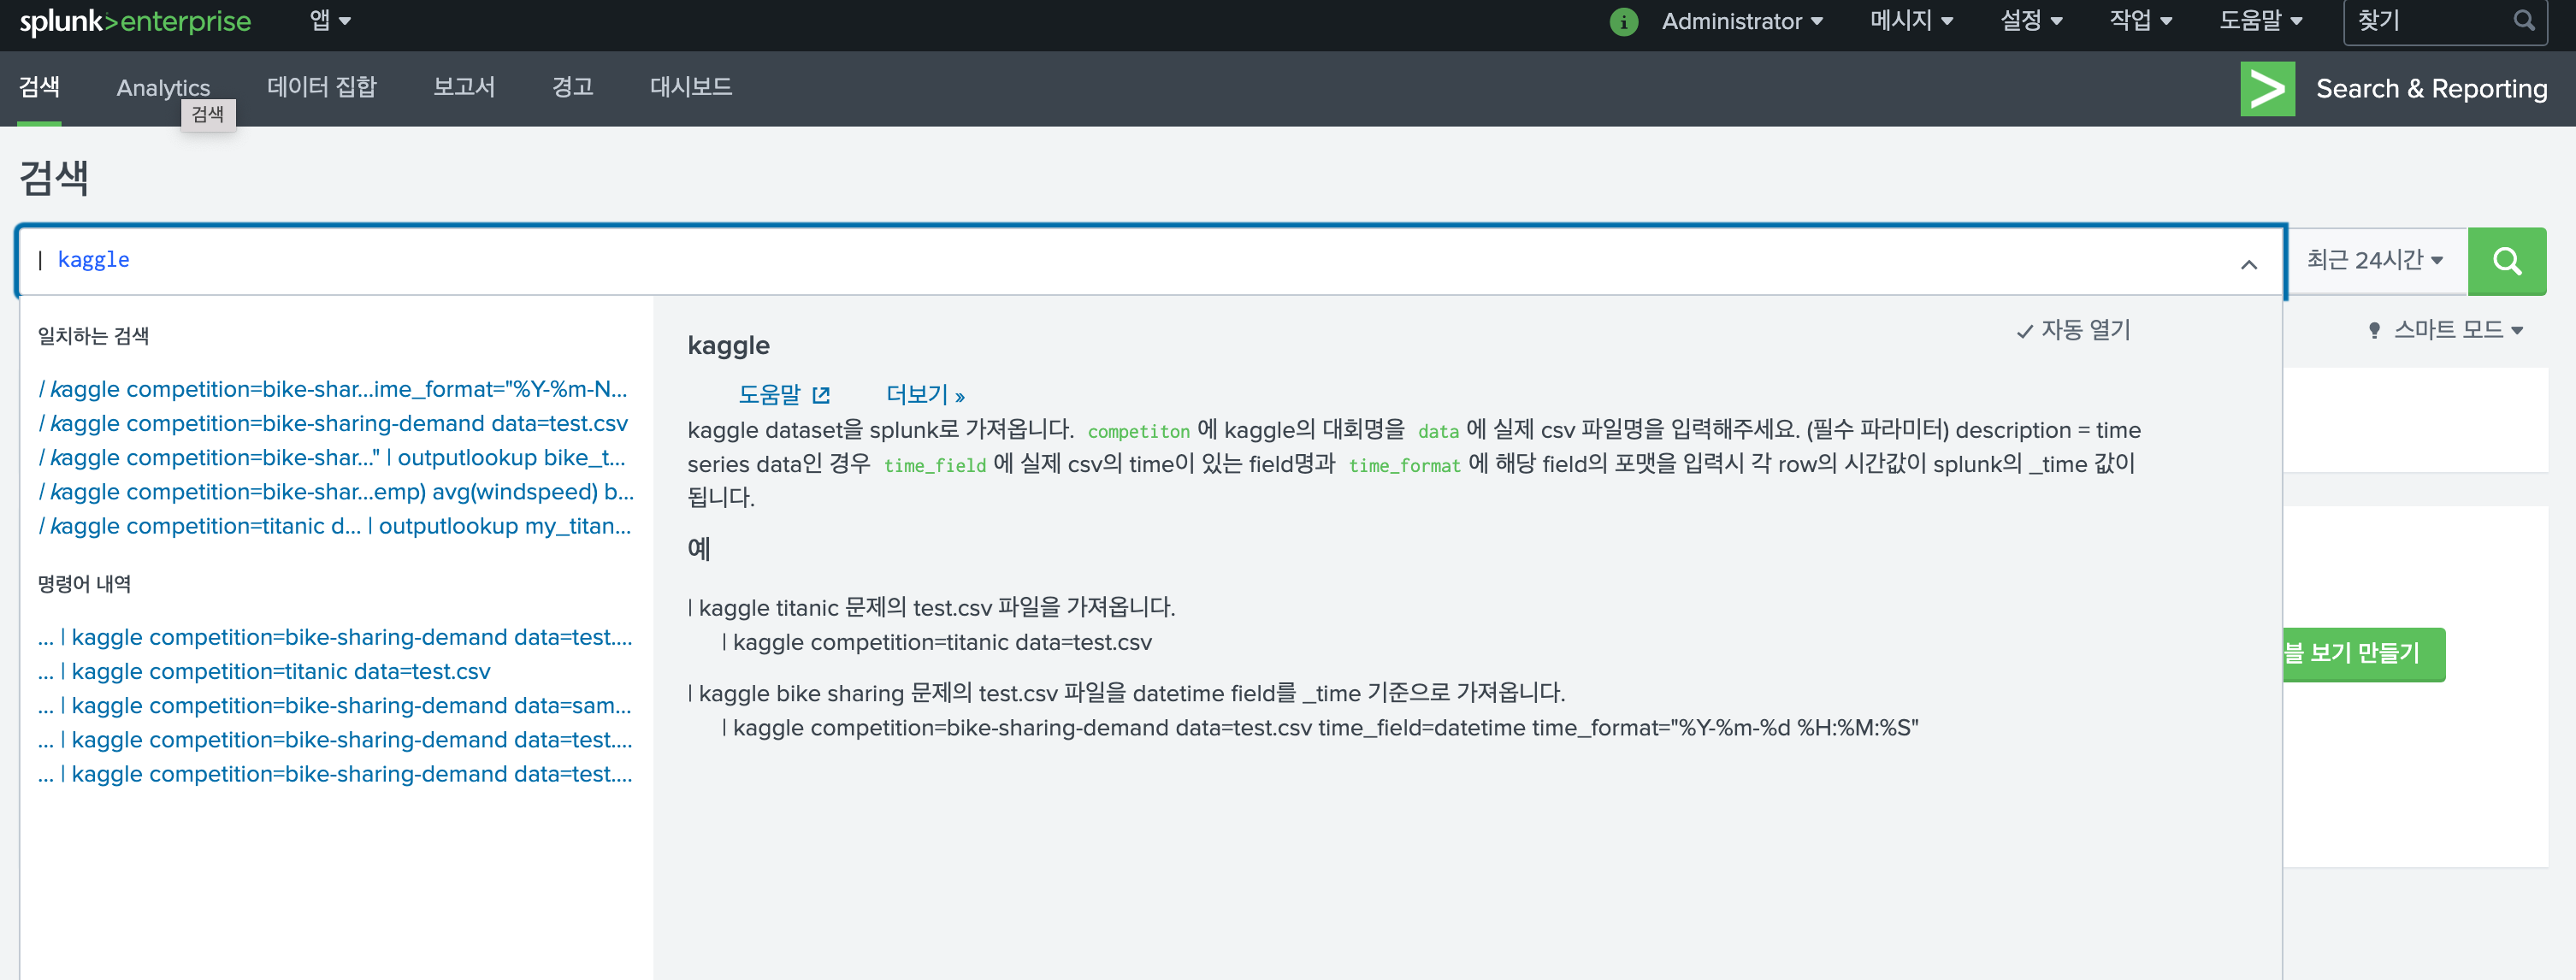 splunk>enterprise 앱 Administrator 메시지 설정 작업 도움말 찾기
검색 Analytics 데이터 집합 보고서 경고 대시보드 Search & Reporting
검색
검색
| kaggle 최근 24시간
일치하는 검색
/ kaggle competition=bike-shar...ime_format="%Y-%m-N...
/ kaggle competition=bike-sharing-demand data=test.csv
/ kaggle competition=bike-shar..." | outputlookup bike_t...
/ kaggle competition=bike-shar...emp) avg(windspeed) b...
/ kaggle competition=titanic d... | outputlookup my_titan...
명령어 내역
... | kaggle competition=bike-sharing-demand data=test....
... | kaggle competition=titanic data=test.csv
... | kaggle competition=bike-sharing-demand data=sam...
... | kaggle competition=bike-sharing-demand data=test....
... | kaggle competition=bike-sharing-demand data=test....
kaggle
자동 열기
스마트 모드
도움말 더보기 »
kaggle dataset을 splunk로 가져옵니다. competiton 에 kaggle의 대회명을 data 에 실제 csv 파일명을 입력해주세요. (필수 파라미터) description = time
series data인 경우 time_field 에 실제 csv의 time이 있는 field명과 time_format 에 해당 field의 포맷을 입력시 각 row의 시간값이 splunk의 _time 값이
됩니다.
예
| kaggle titanic 문제의 test.csv 파일을 가져옵니다.
| kaggle competition=titanic data=test.csv
| kaggle bike sharing 문제의 test.csv 파일을 datetime field를 _time 기준으로 가져옵니다.
| kaggle competition=bike-sharing-demand data=test.csv time_field=datetime time_format="%Y-%m-%d %H:%M:%S"
블 보기 만들기